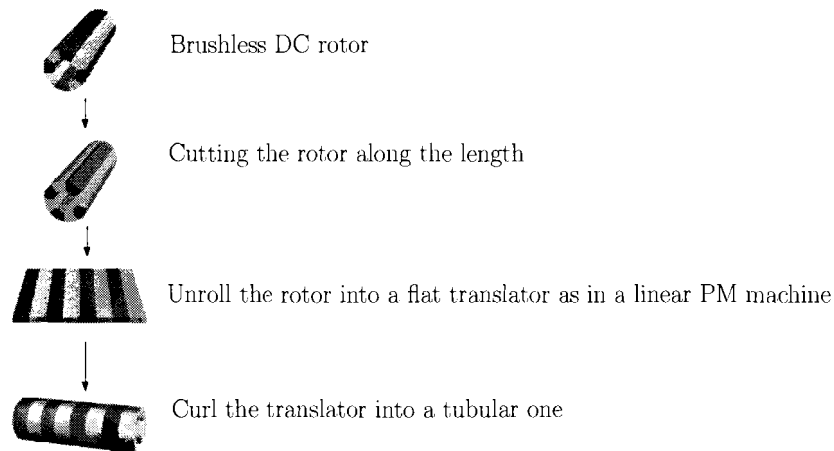 Brushless DC rotor
Cutting the rotor along the length
Unroll the rotor into a flat translator as in a linear PM machine
Curl the translator into a tubular one